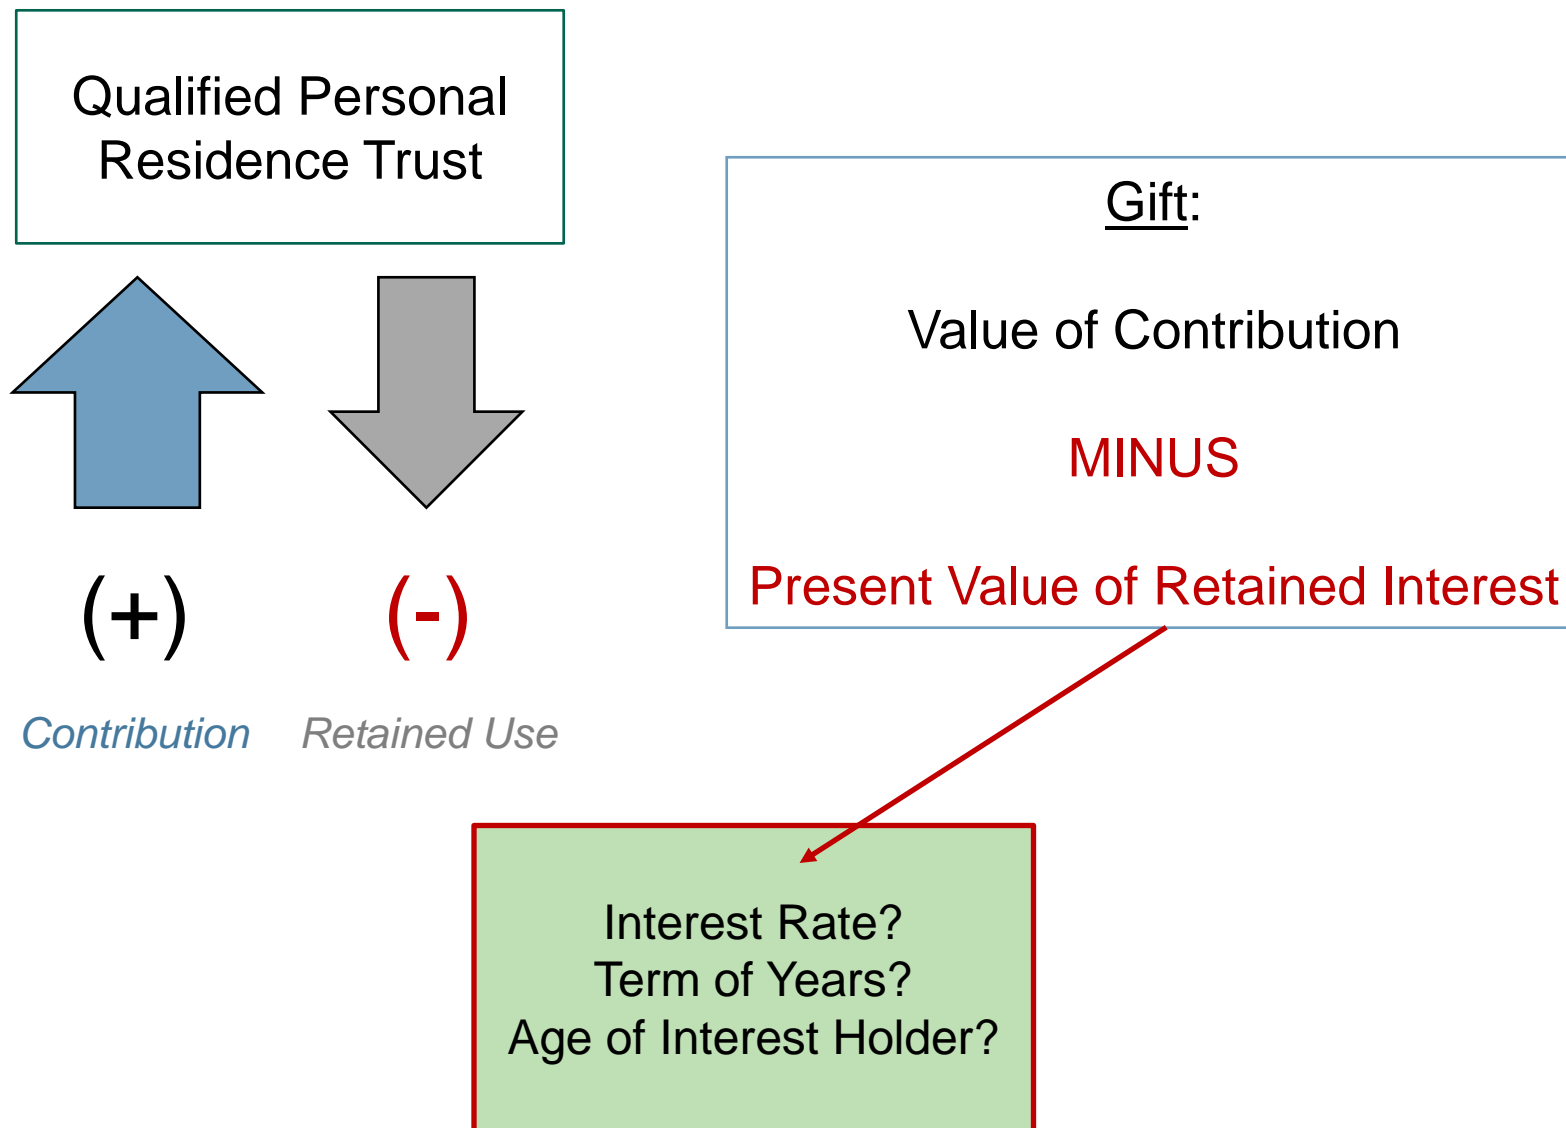 Qualified Personal
Residence Trust
(+)
(-)
Contribution
Retained Use
Gift:
Value of Contribution
MINUS
Present Value of Retained Interest
Interest Rate?
Term of Years?
Age of Interest Holder?